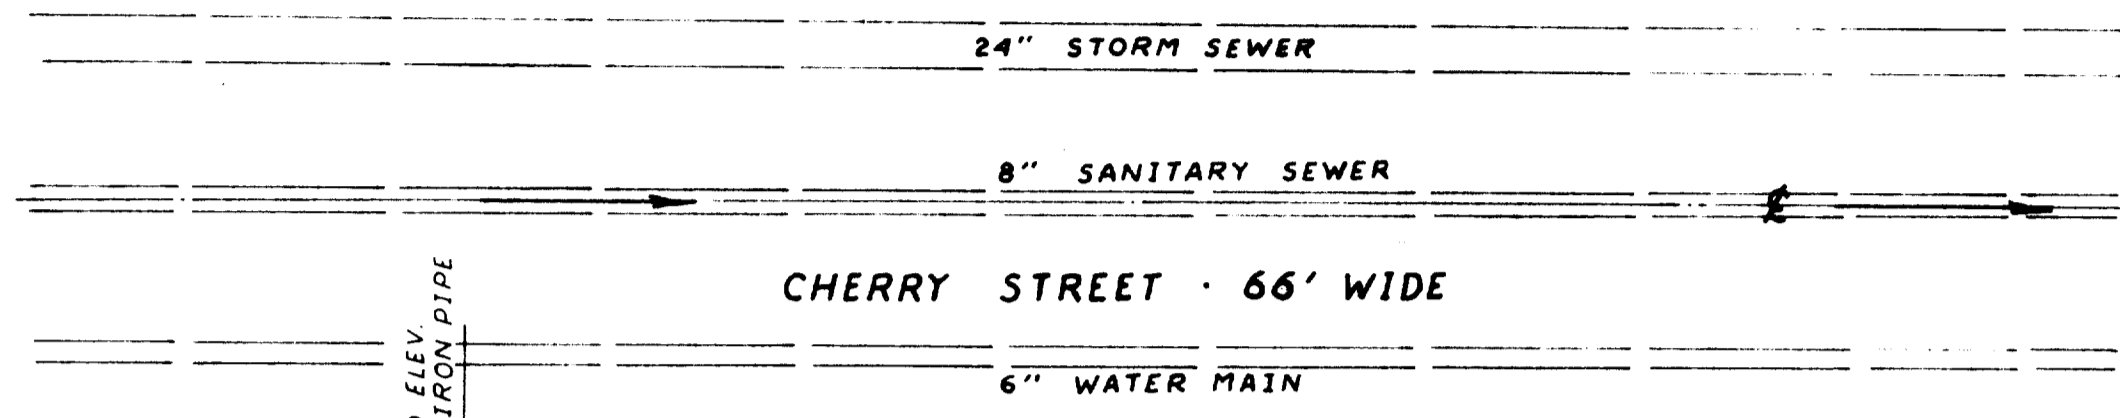 24" STORM SEWER
8" SANITARY SEWER
℄
CHERRY STREET · 66' WIDE
ELEV.
IRON PIPE
6" WATER MAIN